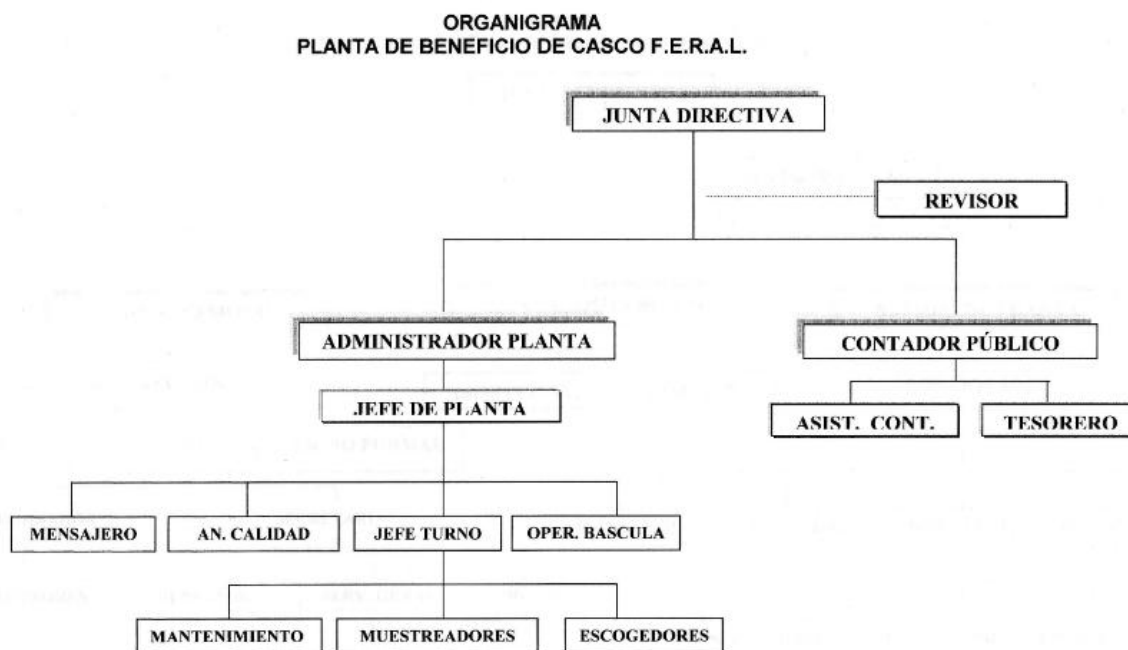 ORGANIGRAMA
PLANTA DE BENEFICIO DE CASCO F.E.R.A.L.
JUNTA DIRECTIVA
REVISOR
ADMINISTRADOR PLANTA
CONTADOR PÚBLICO
JEFE DE PLANTA
ASIST. CONT.
TESORERO
MENSAJERO
AN. CALIDAD
JEFE TURNO
OPER. BASCULA
MANTENIMIENTO
MUESTREADORES
ESCOGEDORES